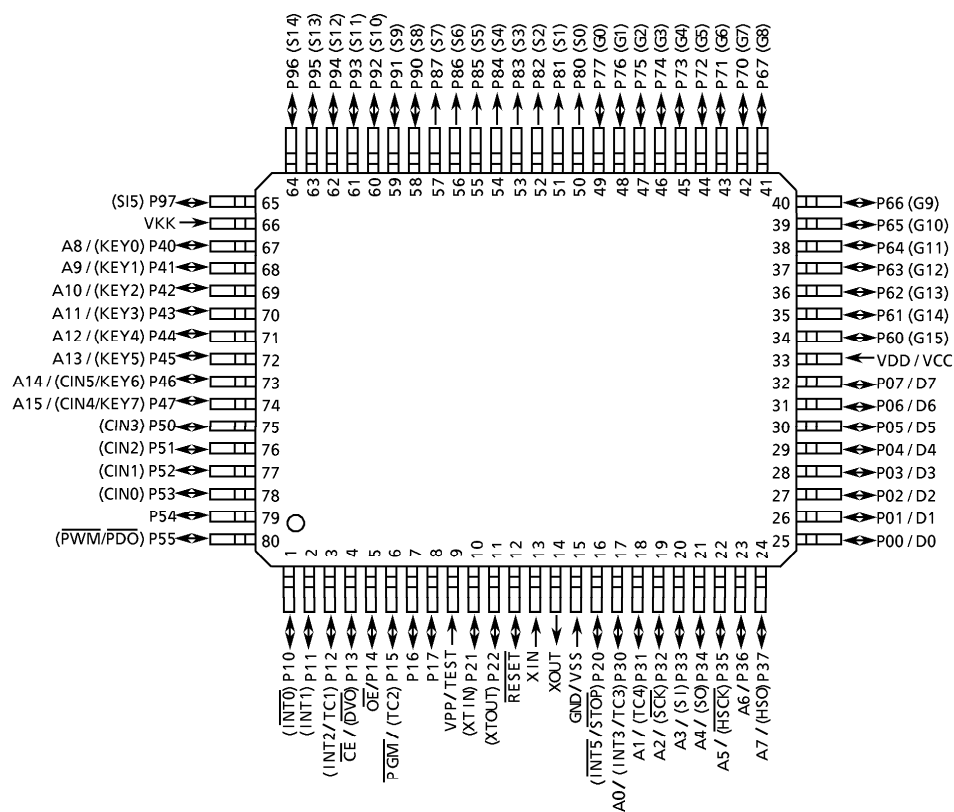 P96 (S14)
P95 (S13)
P94 (S12)
P93 (S11)
P92 (S10)
P91 (S9)
P90 (S8)
P87 (S7)
P86 (S6)
P85 (S5)
P84 (S4)
P83 (S3)
P82 (S2)
P81 (S1)
P80 (S0)
P77 (G0)
P76 (G1)
P75 (G2)
P74 (G3)
P73 (G4)
P72 (G5)
P71 (G6)
P70 (G7)
P67 (G8)
64 63 62 61 60 59 58 57 56 55 54 53 52 51 50 49 48 47 46 45 44 43 42 41
(SI5) P97 65
VKK 66
A8 / (KEY0) P40 67
A9 / (KEY1) P41 68
A10 / (KEY2) P42 69
A11 / (KEY3) P43 70
A12 / (KEY4) P44 71
A13 / (KEY5) P45 72
A14 / (CIN5/KEY6) P46 73
A15 / (CIN4/KEY7) P47 74
(CIN3) P50 75
(CIN2) P51 76
(CIN1) P52 77
(CIN0) P53 78
P54 79
(PWM/PDO) P55 80
40 P66 (G9)
39 P65 (G10)
38 P64 (G11)
37 P63 (G12)
36 P62 (G13)
35 P61 (G14)
34 P60 (G15)
33 VDD / VCC
32 P07 / D7
31 P06 / D6
30 P05 / D5
29 P04 / D4
28 P03 / D3
27 P02 / D2
26 P01 / D1
25 P00 / D0
1 2 3 4 5 6 7 8 9 10 11 12 13 14 15 16 17 18 19 20 21 22 23 24
(INT0) P10
(INT1) P11
(INT2/TC1) P12
CE / (DVO) P13
OE/P14
PGM / (TC2) P15
P16
P17
VPP/TEST
(XTIN) P21
(XTOUT) P22
RESET
XIN
XOUT
GND/VSS
(INT5/STOP) P20
A0 / (INT3/TC3) P30
A1 / (TC4) P31
A2 / (SCK) P32
A3 / (SI) P33
A4 / (SO) P34
A5 / (HSCK) P35
A6 / P36
A7 / (HSO) P37